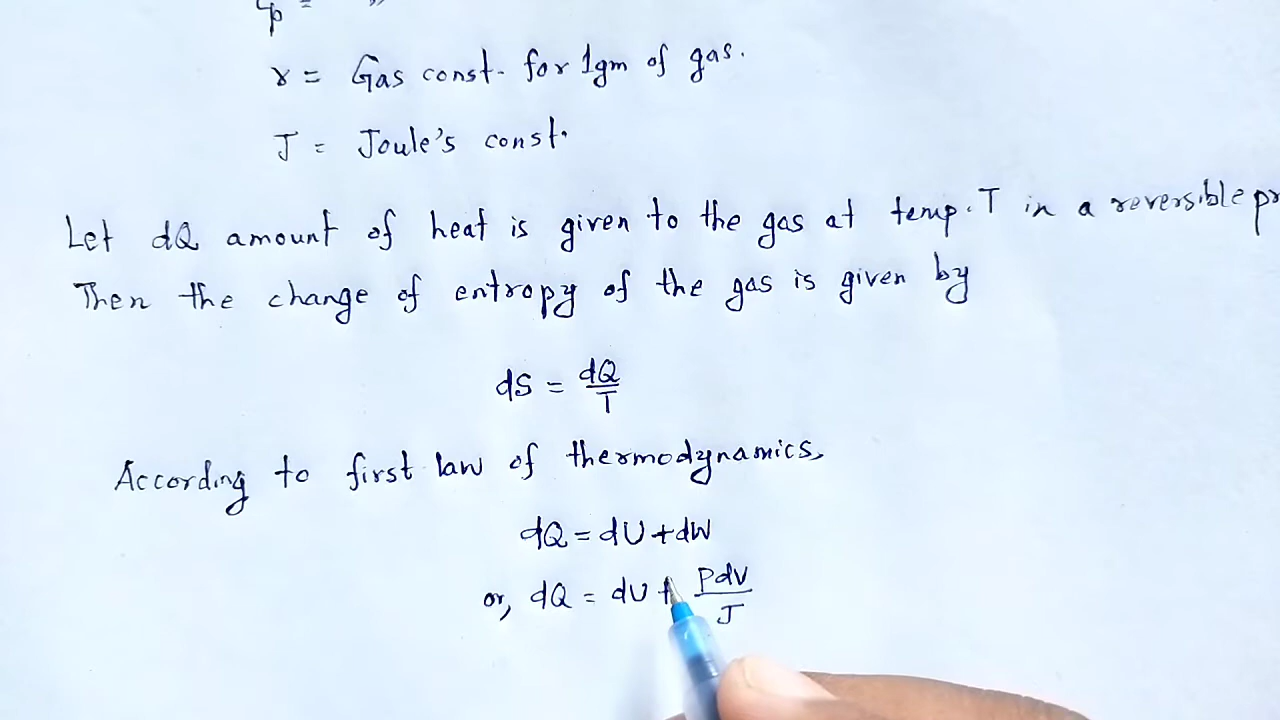 Cp = "
r = Gas const. for 1gm of gas.
J = Joule's const.
Let dQ amount of heat is given to the gas at temp. T in a reversible
Then the change of entropy of the gas is given by
dS = dQ/T
According to first law of thermodynamics,
dQ = dU + dW
or, dQ = dU + PdV/J